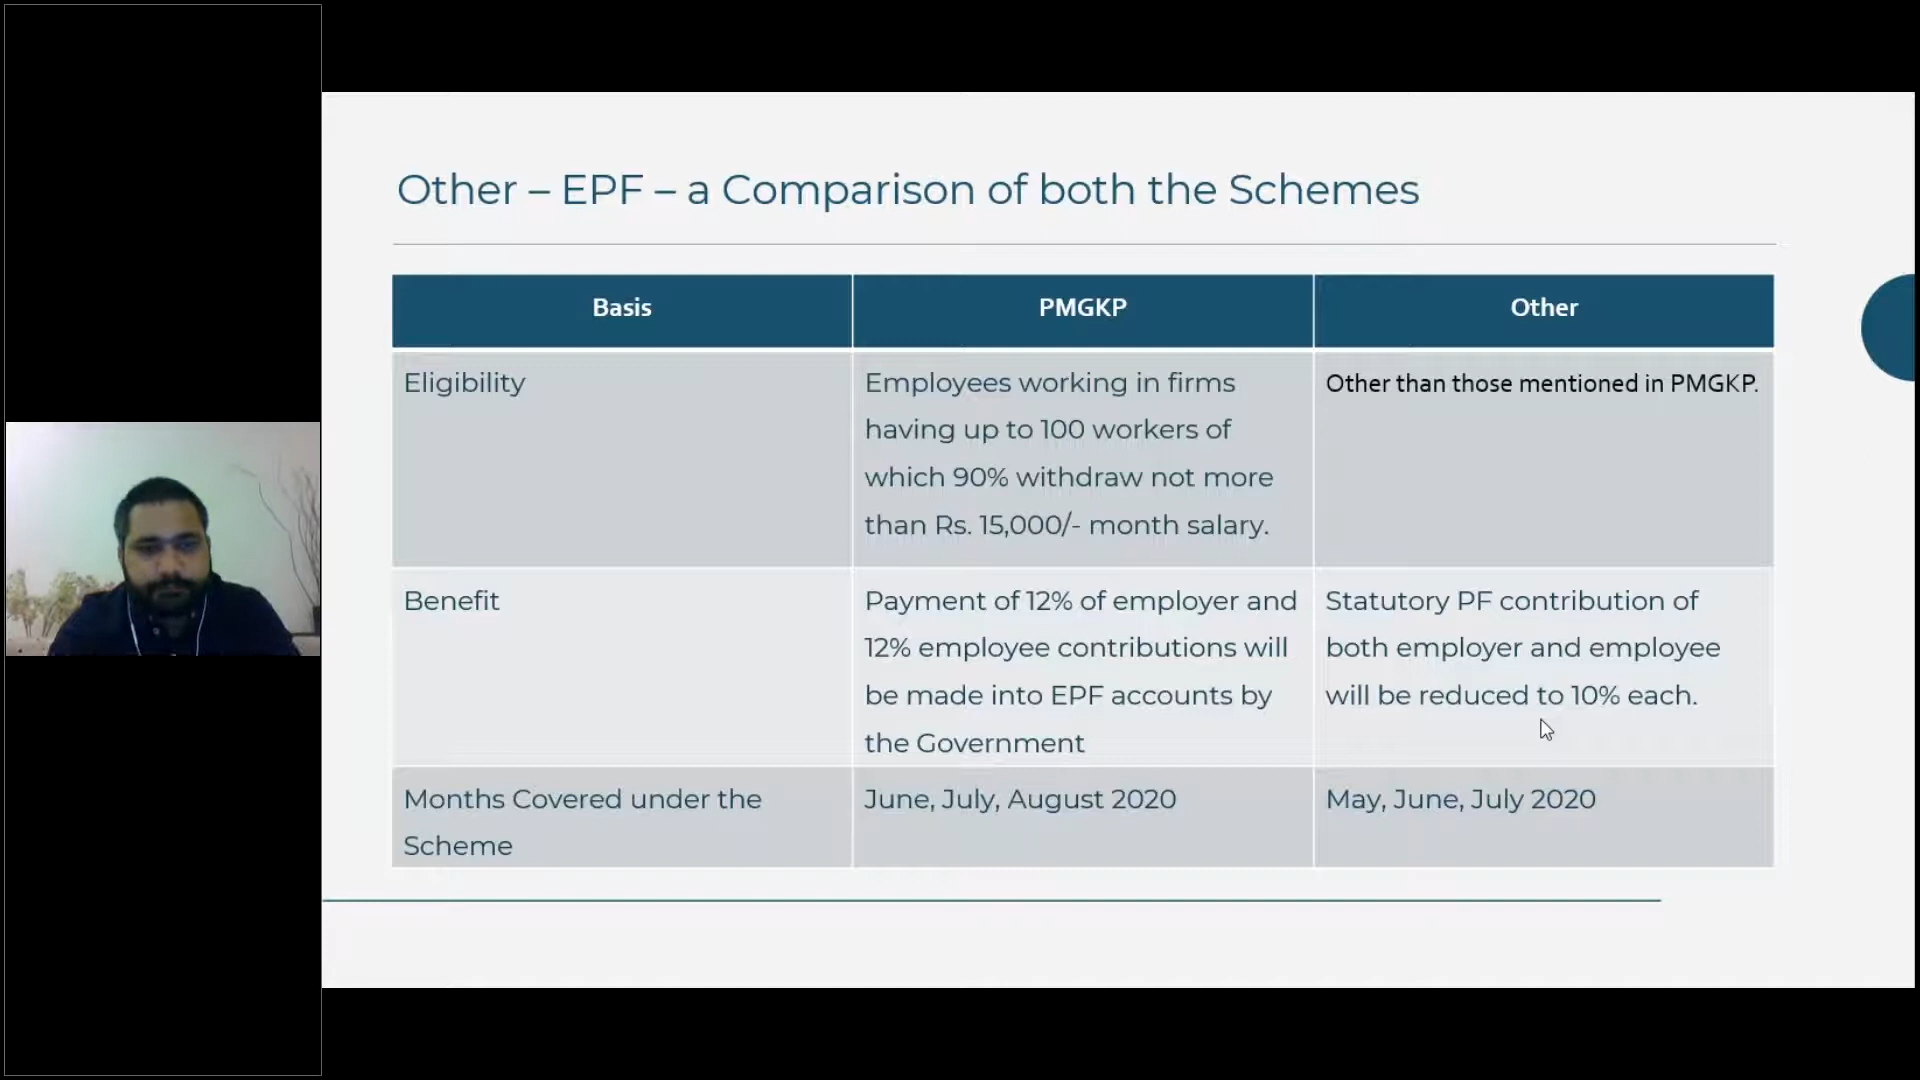 Other – EPF – a Comparison of both the Schemes
Basis
PMGKP
Other
Eligibility
Employees working in firms
having up to 100 workers of
which 90% withdraw not more
than Rs. 15,000/- month salary.
Other than those mentioned in PMGKP.
Benefit
Payment of 12% of employer and
12% employee contributions will
be made into EPF accounts by
the Government
Statutory PF contribution of
both employer and employee
will be reduced to 10% each.
Months Covered under the
Scheme
June, July, August 2020
May, June, July 2020